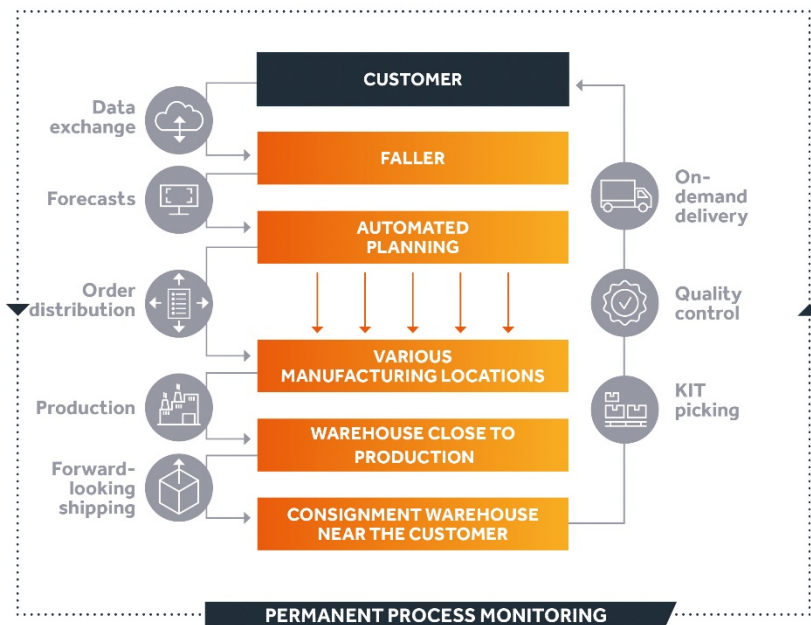 CUSTOMER
Data
exchange
FALLER
Forecasts
AUTOMATED
PLANNING
On-
demand
delivery
Order
distribution
Quality
control
VARIOUS
MANUFACTURING LOCATIONS
Production
KIT
picking
WAREHOUSE CLOSE TO
PRODUCTION
Forward-
looking
shipping
CONSIGNMENT WAREHOUSE
NEAR THE CUSTOMER
PERMANENT PROCESS MONITORING